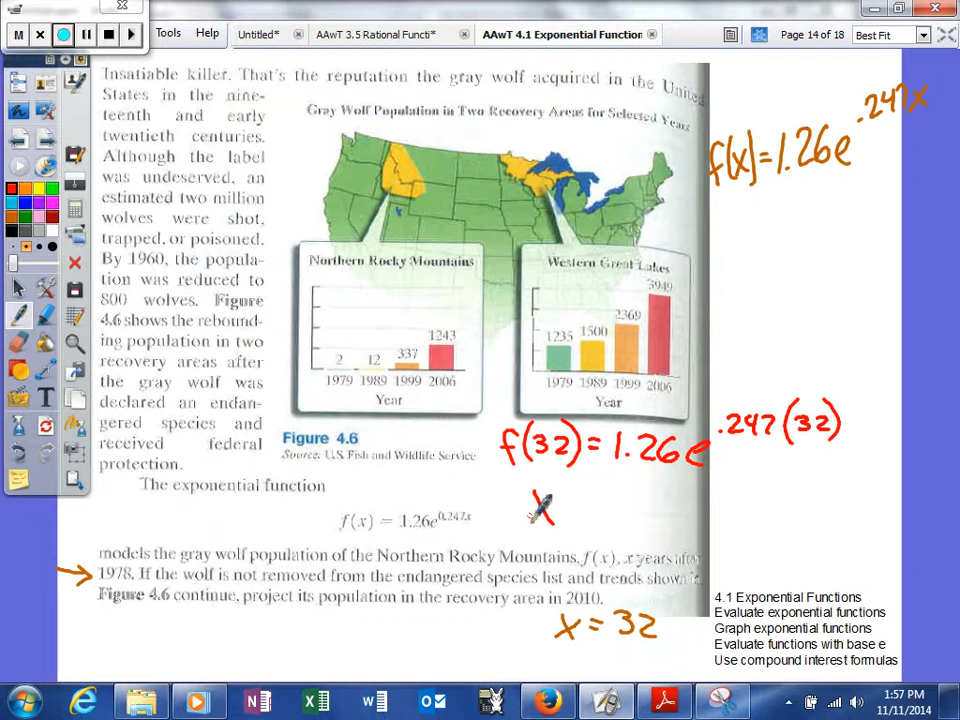 Tools Help Untitled* AAwT 3.5 Rational Functi* AAwT 4.1 Exponential Function Page 14 of 18 Best Fit
M
Insatiable killer. That's the reputation the gray wolf acquired in the United
States in the nine-
teenth and early
twentieth centuries.
Although the label
was undeserved, an
estimated two million
wolves were shot,
trapped, or poisoned.
By 1960, the popula-
tion was reduced to
800 wolves. Figure
4.6 shows the rebound-
ing population in two
recovery areas after
the gray wolf was
declared an endan-
gered species and
received federal
protection.
Gray Wolf Population in Two Recovery Areas for Selected Years
f(x)=1.26e^.247x
Northern Rocky Mountains
2 12 337 1243
1979 1989 1999 2006
Year
Western Great Lakes
1235 1500 2369 3949
1979 1989 1999 2006
Year
Figure 4.6
Source: U.S. Fish and Wildlife Service
f(32)=1.26e^.247(32)
The exponential function
f(x) = 1.26e^0.247x
models the gray wolf population of the Northern Rocky Mountains, f(x), x years after
1978. If the wolf is not removed from the endangered species list and trends shown in
Figure 4.6 continue, project its population in the recovery area in 2010.
x = 32
4.1 Exponential Functions
Evaluate exponential functions
Graph exponential functions
Evaluate functions with base e
Use compound interest formulas
1:57 PM
11/11/2014